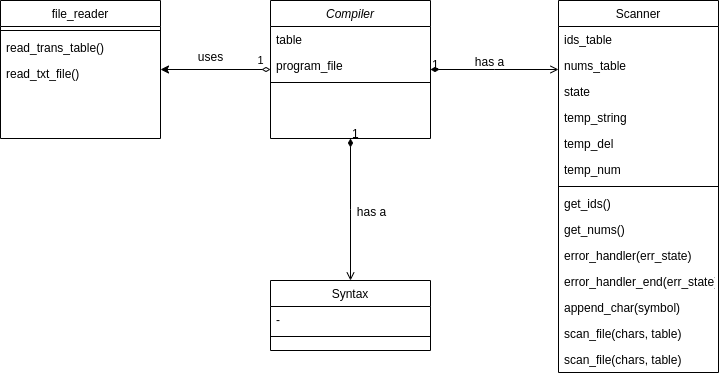 file_reader
read_trans_table()
read_txt_file()
uses
1
Compiler
table
program_file
1
has a
1
has a
Syntax
-
Scanner
ids_table
nums_table
state
temp_string
temp_del
temp_num
get_ids()
get_nums()
error_handler(err_state)
error_handler_end(err_state
append_char(symbol)
scan_file(chars, table)
scan_file(chars, table)